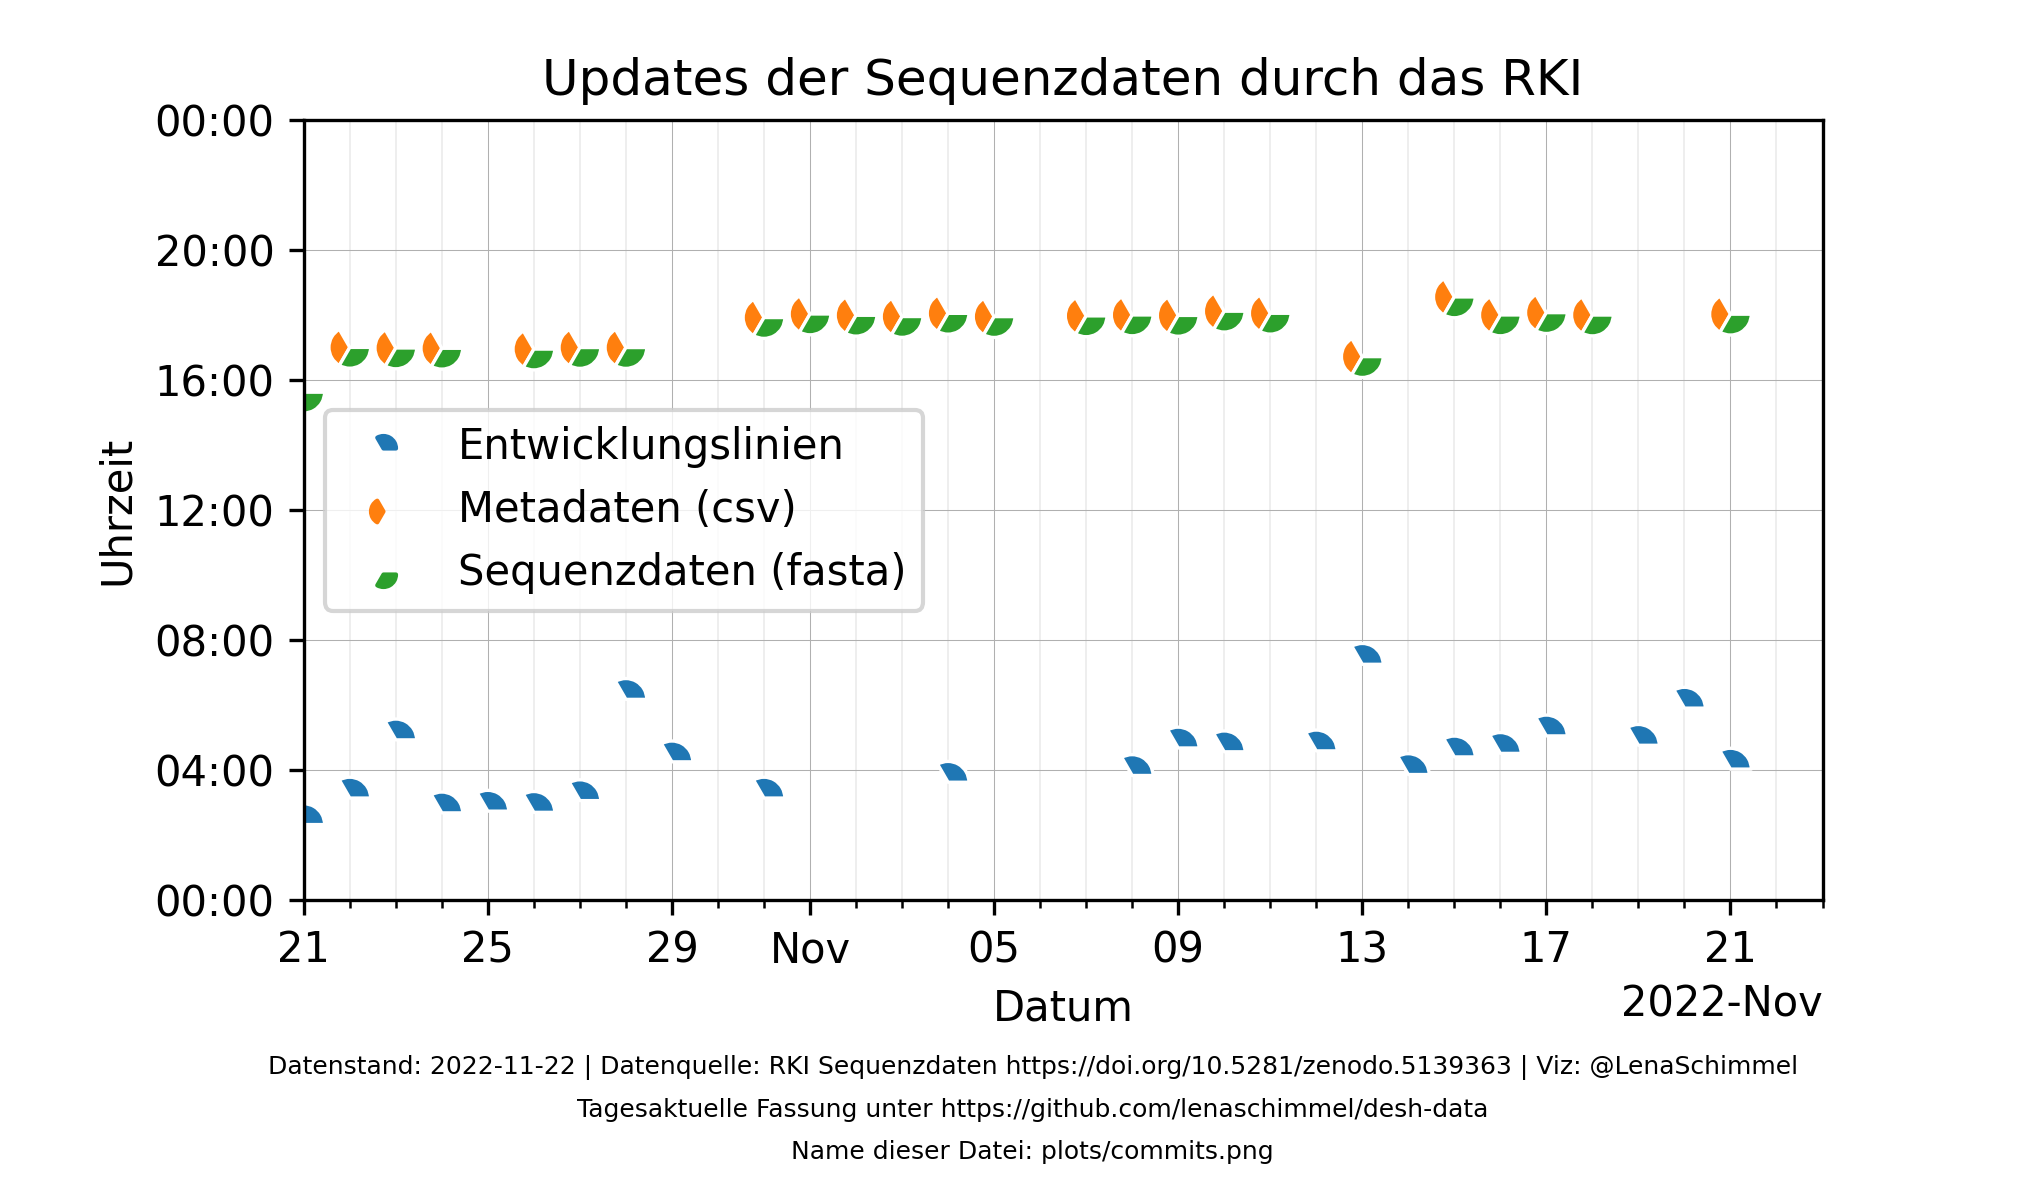 Updates der Sequenzdaten durch das RKI
00:00
20:00
16:00
12:00
08:00
04:00
00:00
Uhrzeit
Entwicklungslinien
Metadaten (csv)
Sequenzdaten (fasta)
21 25 29 Nov 05 09 13 17 21
Datum
2022-Nov
Datenstand: 2022-11-22 | Datenquelle: RKI Sequenzdaten https://doi.org/10.5281/zenodo.5139363 | Viz: @LenaSchimmel
Tagesaktuelle Fassung unter https://github.com/lenaschimmel/desh-data
Name dieser Datei: plots/commits.png